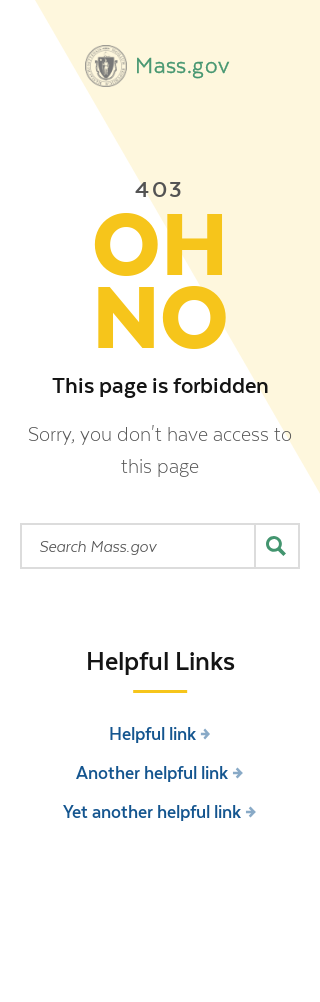 Mass.gov
403
OH
NO
This page is forbidden
Sorry, you don't have access to
this page
Search Mass.gov
Helpful Links
Helpful link
Another helpful link
Yet another helpful link